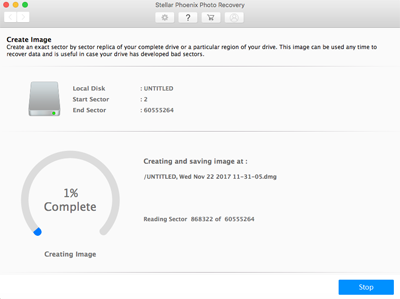 Stellar Phoenix Photo Recovery
Create Image
Create an exact sector by sector replica of your complete drive or a particular region of your drive. This image can be used any time to
recover data and is useful in case your drive has developed bad sectors.
Local Disk : UNTITLED
Start Sector : 2
End Sector : 60555264
1%
Complete
Creating Image
Creating and saving image at :
/UNTITLED, Wed Nov 22 2017 11-31-05.dmg
Reading Sector 868322 of 60555264
Stop